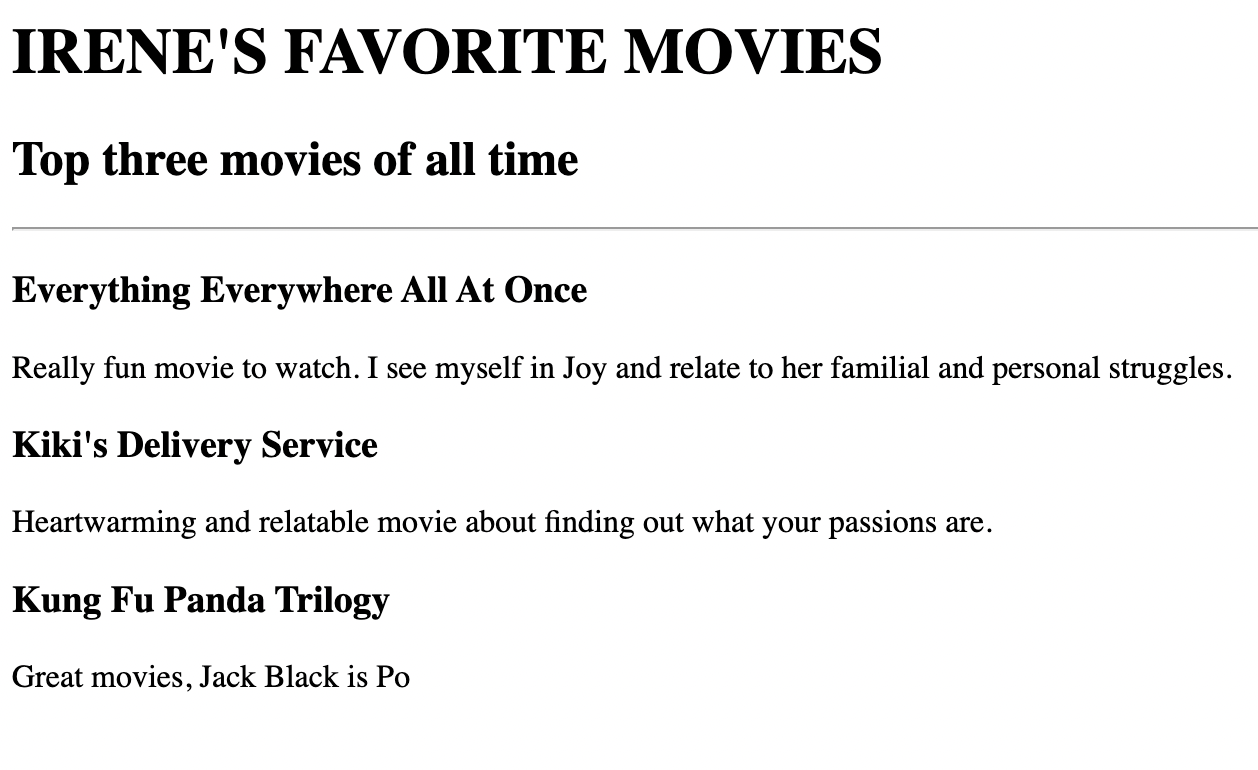 IRENE'S FAVORITE MOVIES
Top three movies of all time
Everything Everywhere All At Once
Really fun movie to watch. I see myself in Joy and relate to her familial and personal struggles.
Kiki's Delivery Service
Heartwarming and relatable movie about finding out what your passions are.
Kung Fu Panda Trilogy
Great movies, Jack Black is Po